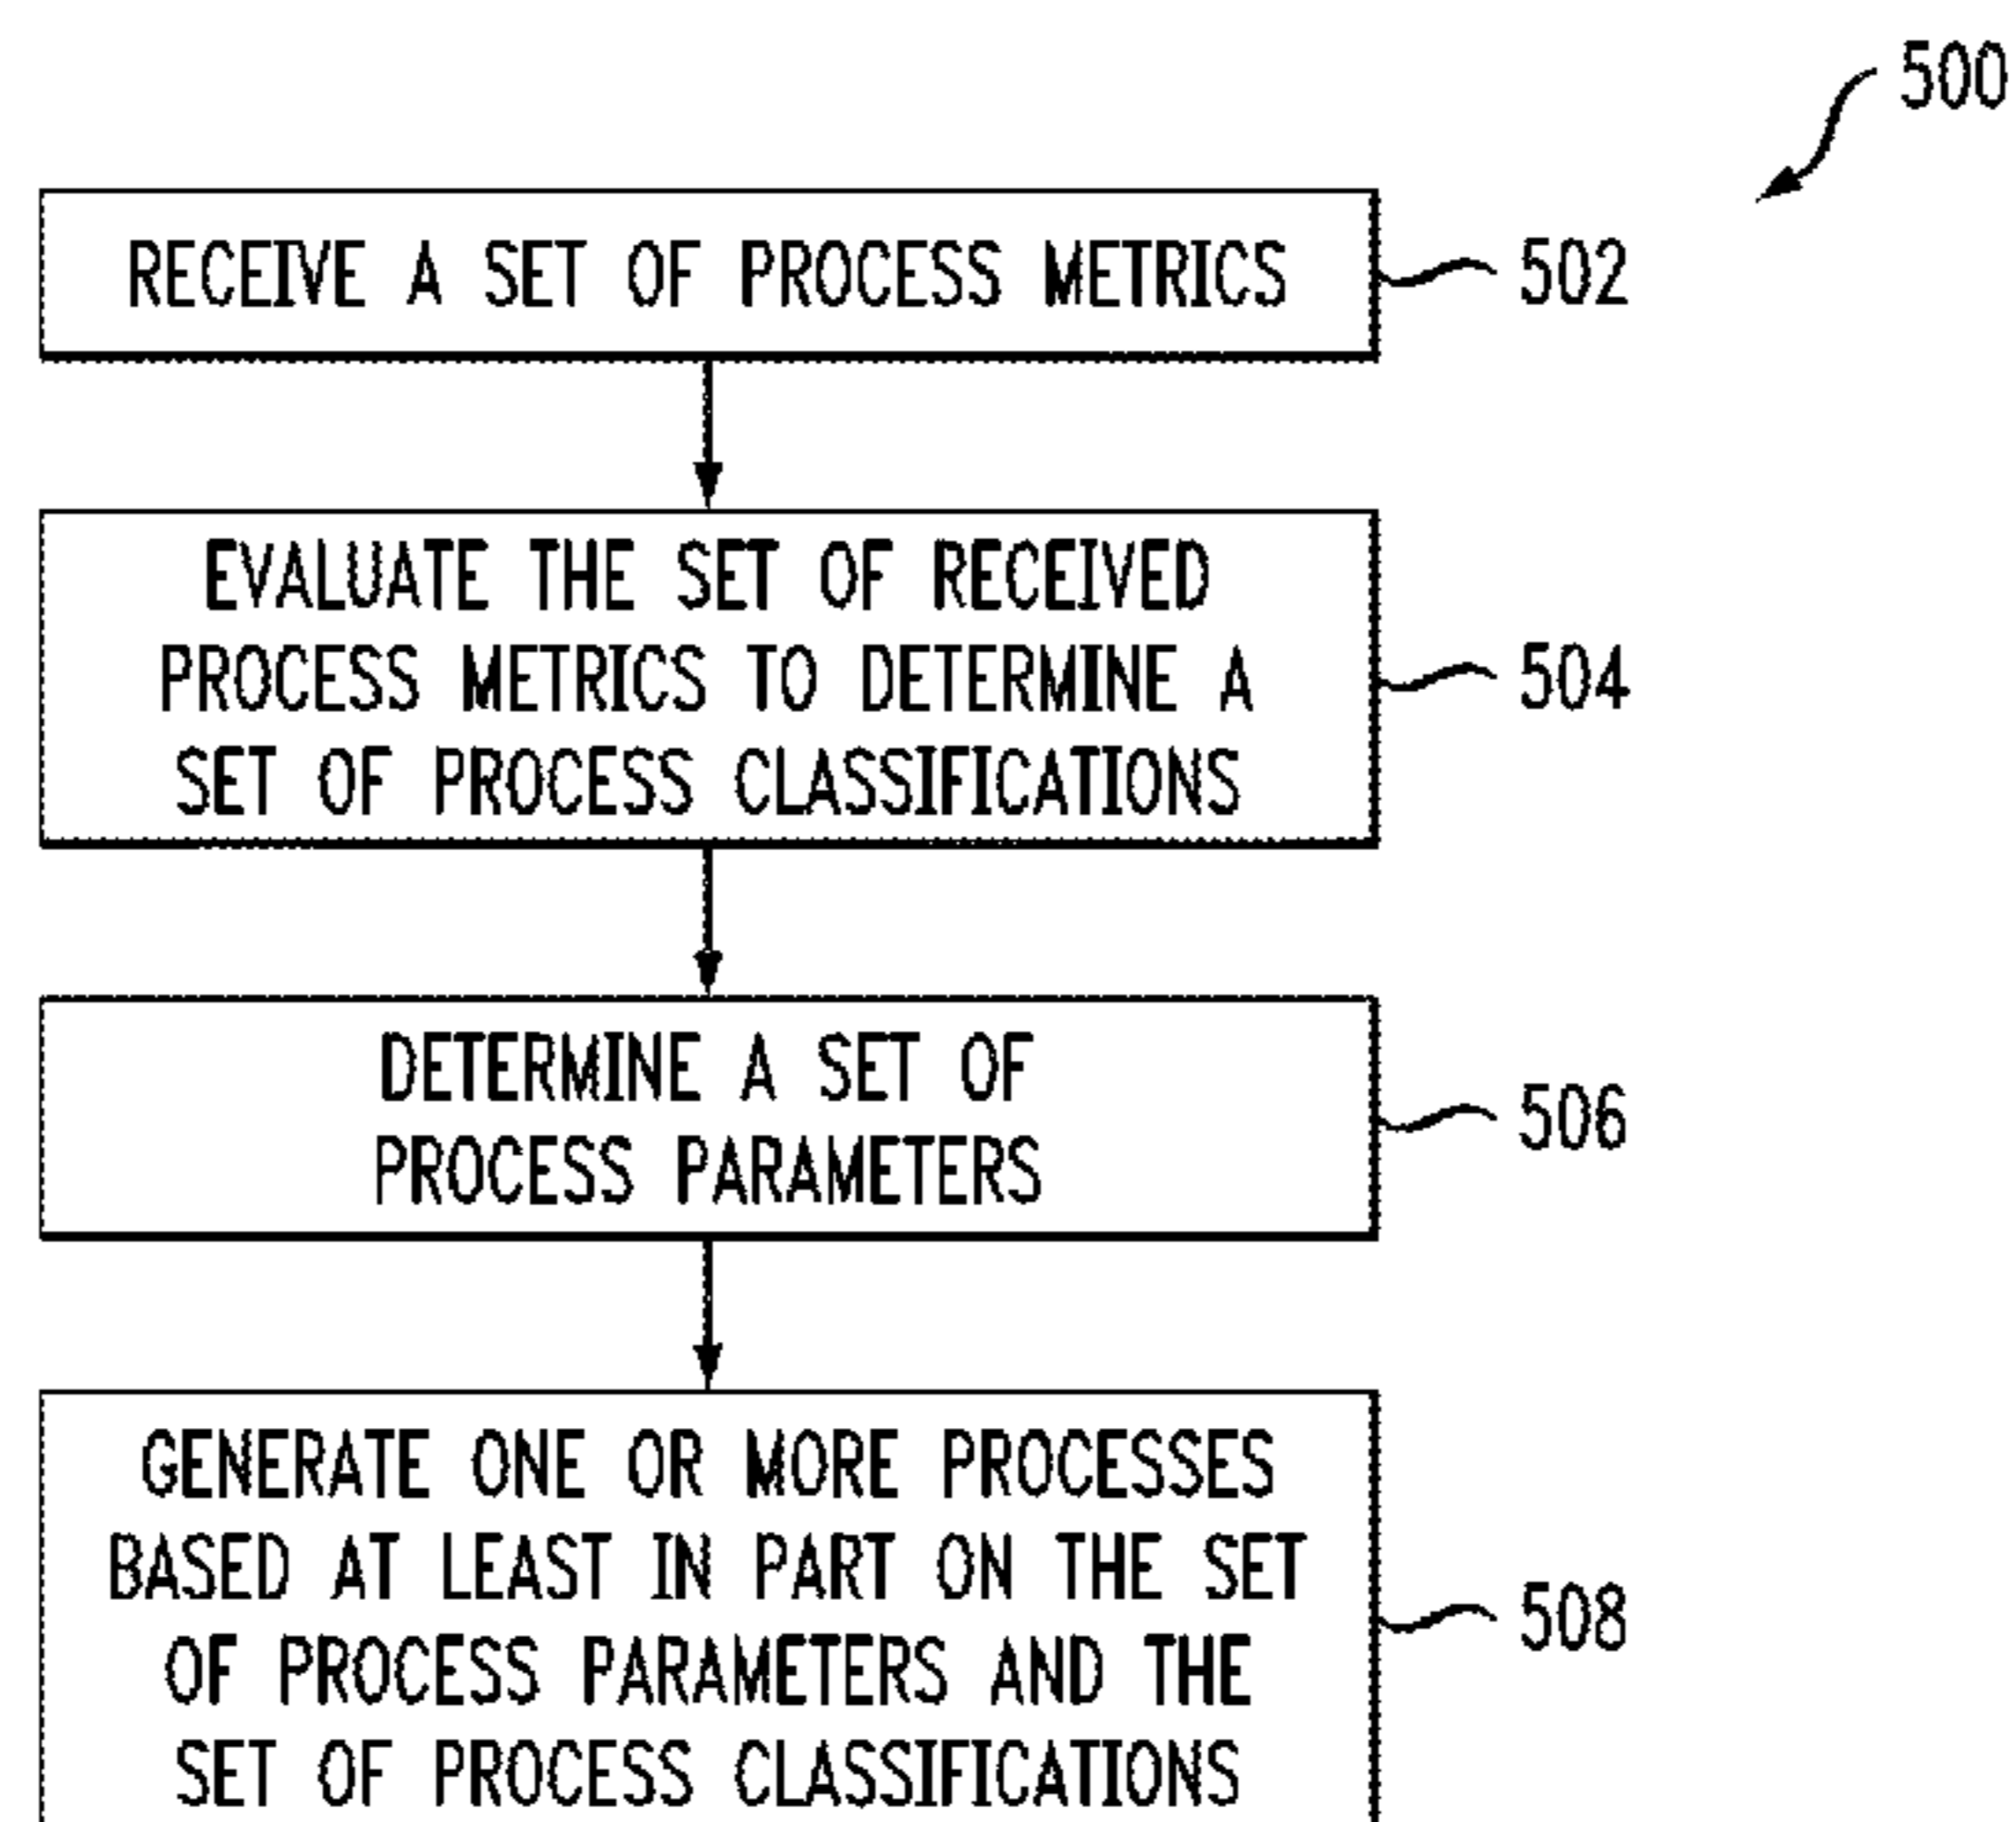 500
RECEIVE A SET OF PROCESS METRICS
502
EVALUATE THE SET OF RECEIVED
PROCESS METRICS TO DETERMINE A
SET OF PROCESS CLASSIFICATIONS
504
DETERMINE A SET OF
PROCESS PARAMETERS
506
GENERATE ONE OR MORE PROCESSES
BASED AT LEAST IN PART ON THE SET
OF PROCESS PARAMETERS AND THE
SET OF PROCESS CLASSIFICATIONS
508